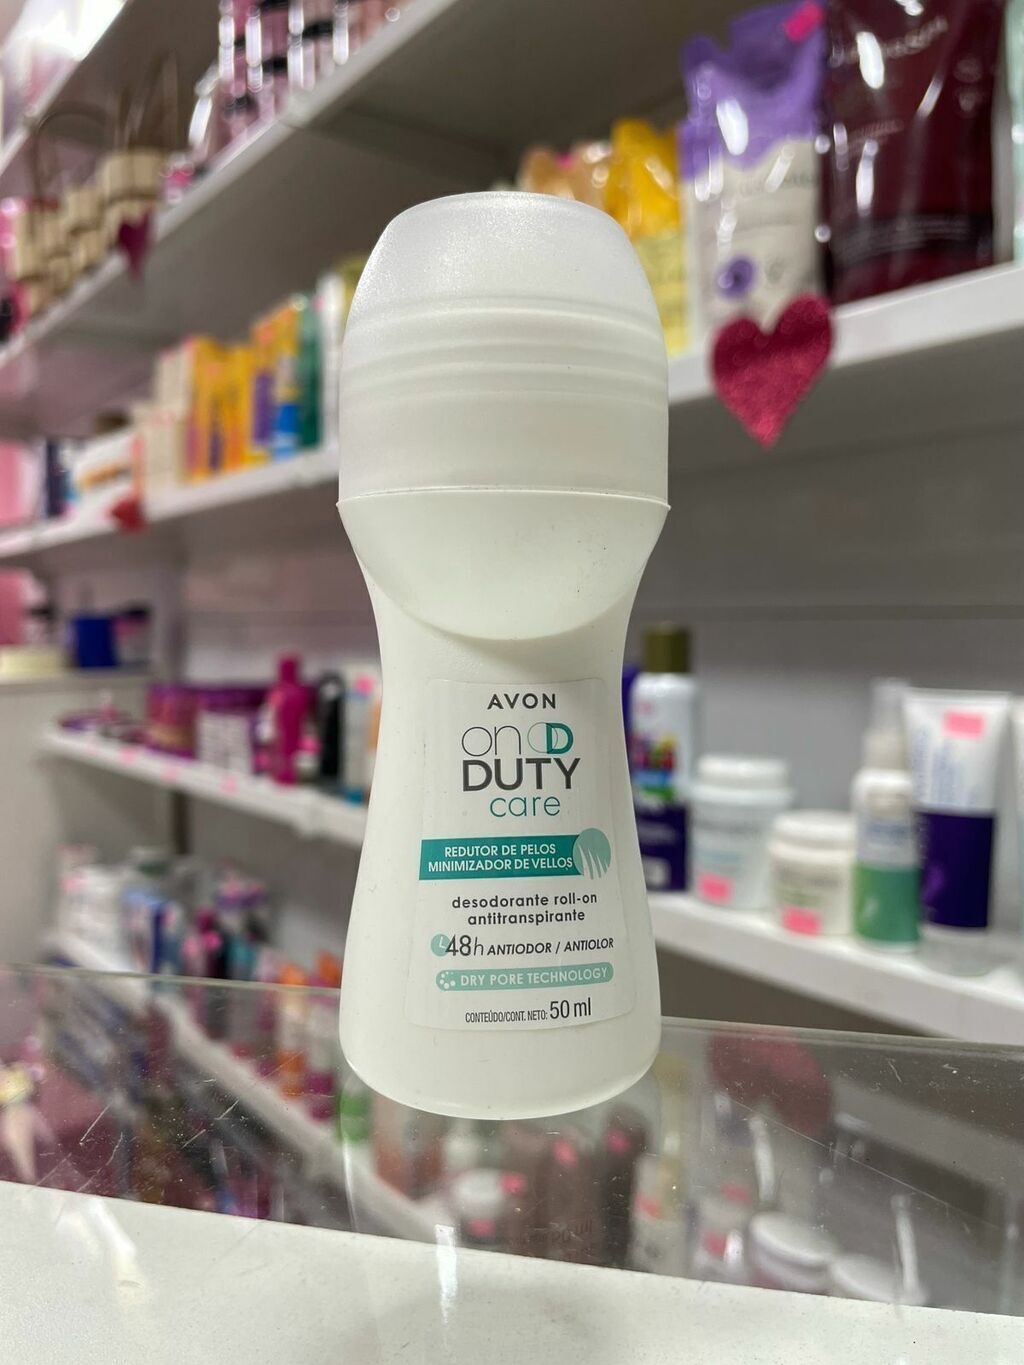 AVON
on D
DUTY
care
REDUTOR DE PELOS
MINIMIZADOR DE VELLOS
desodorante roll-on
antitranspirante
48h ANTIODOR / ANTIOLOR
DRY PORE TECHNOLOGY
CONTEÚDO/CONT. NETO: 50 ml